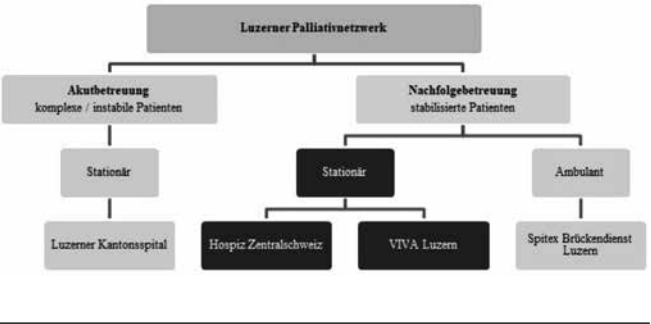 Luzerner Palliativnetzwerk
Akutbetreuung
komplexe / instabile Patienten
Nachfolgebetreuung
stabilisierte Patienten
Stationär
Stationär
Ambulant
Luzerner Kantonsspital
Hospiz Zentralschweiz
VIVA Luzern
Spitex Brückendienst
Luzern